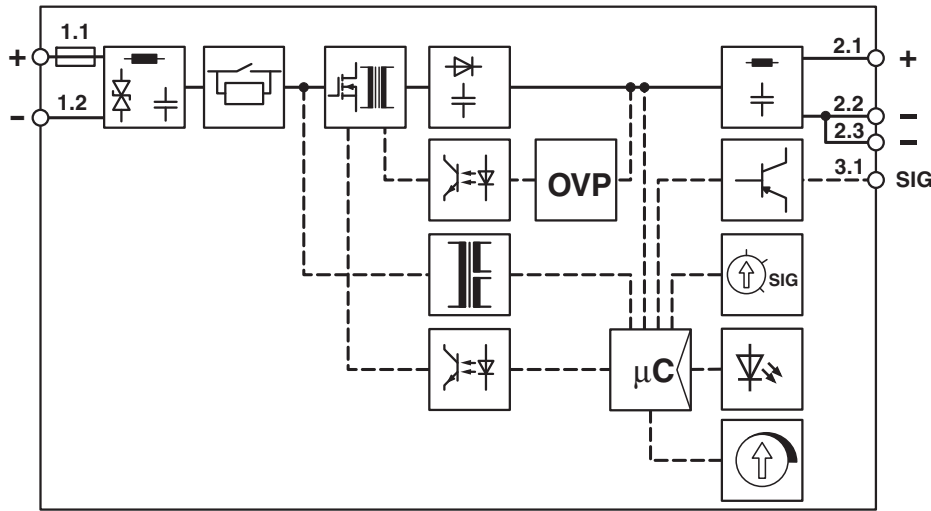 1.1
+
1.2
–
2.1
+
2.2
–
2.3
–
3.1
SIG
OVP
SIG
µC